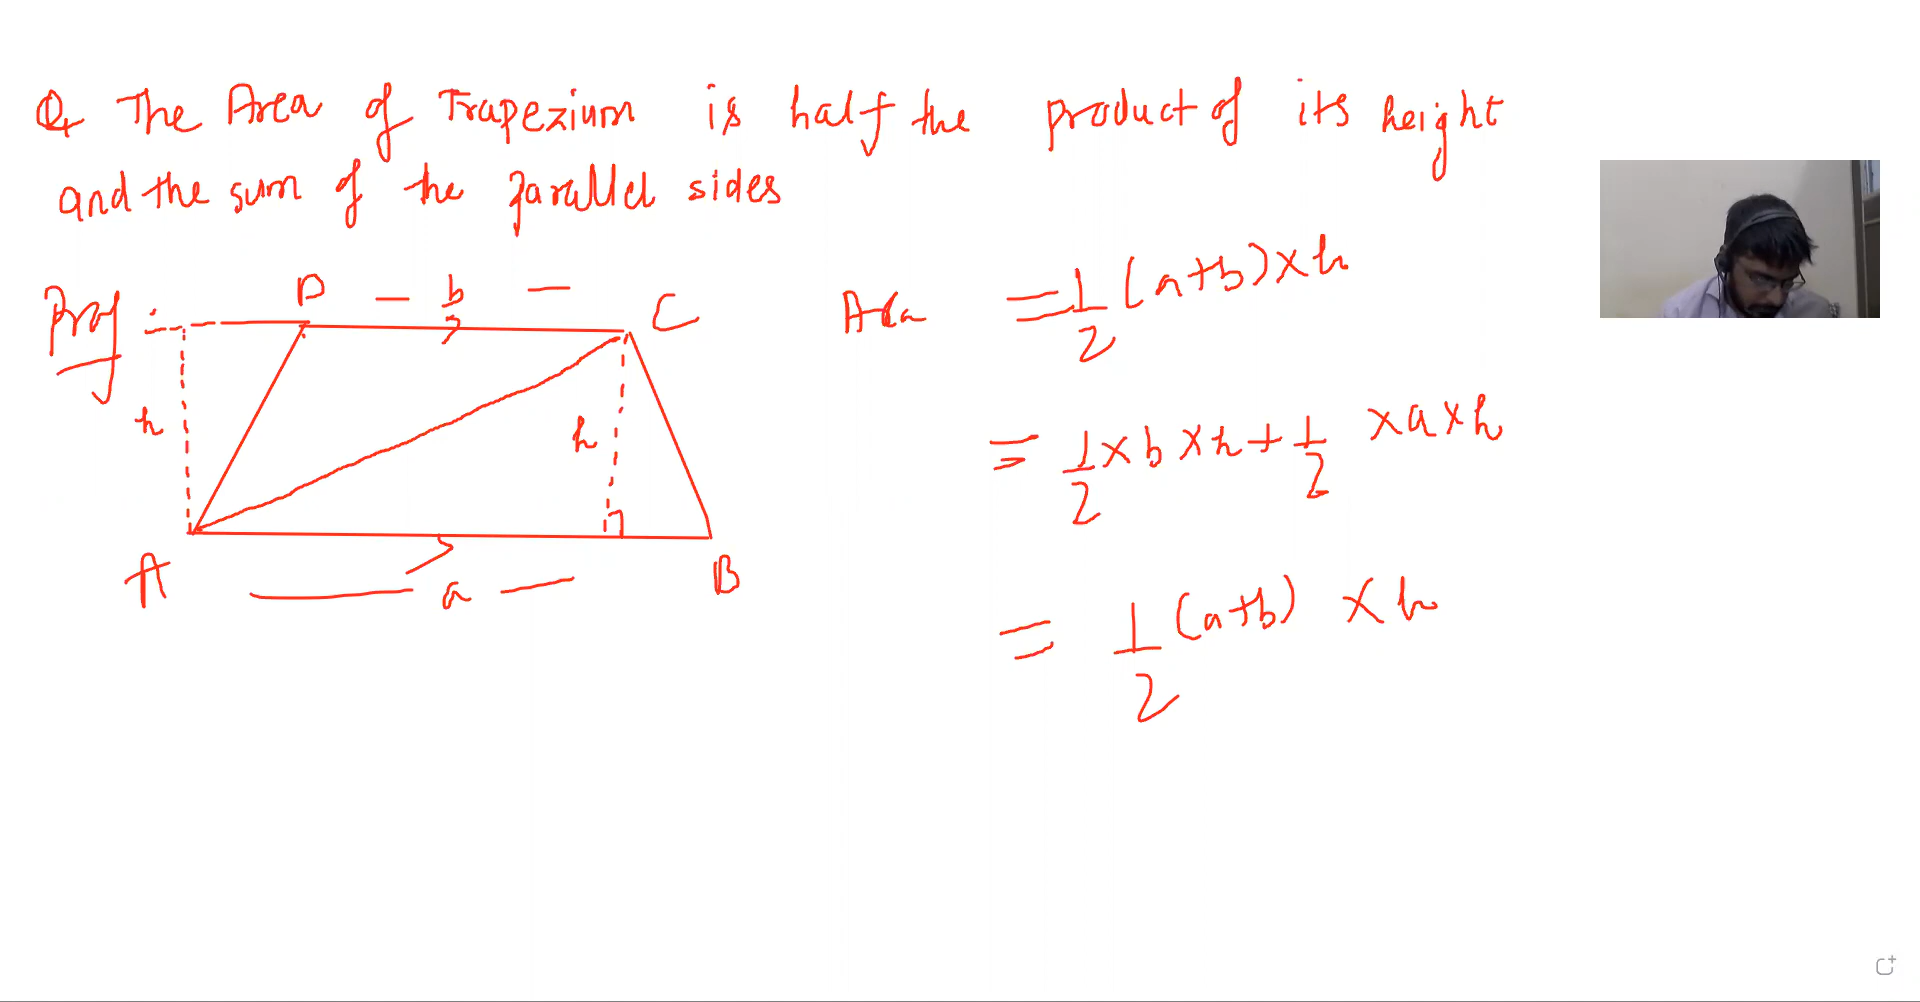 Q. The Area of Trapezium is half the product of its height
and the sum of the parallel sides
Proof
D b C
h
h
A a B
Area = 1/2 (a+b) × h
= 1/2 × b × h + 1/2 × a × h
= 1/2 (a+b) × h